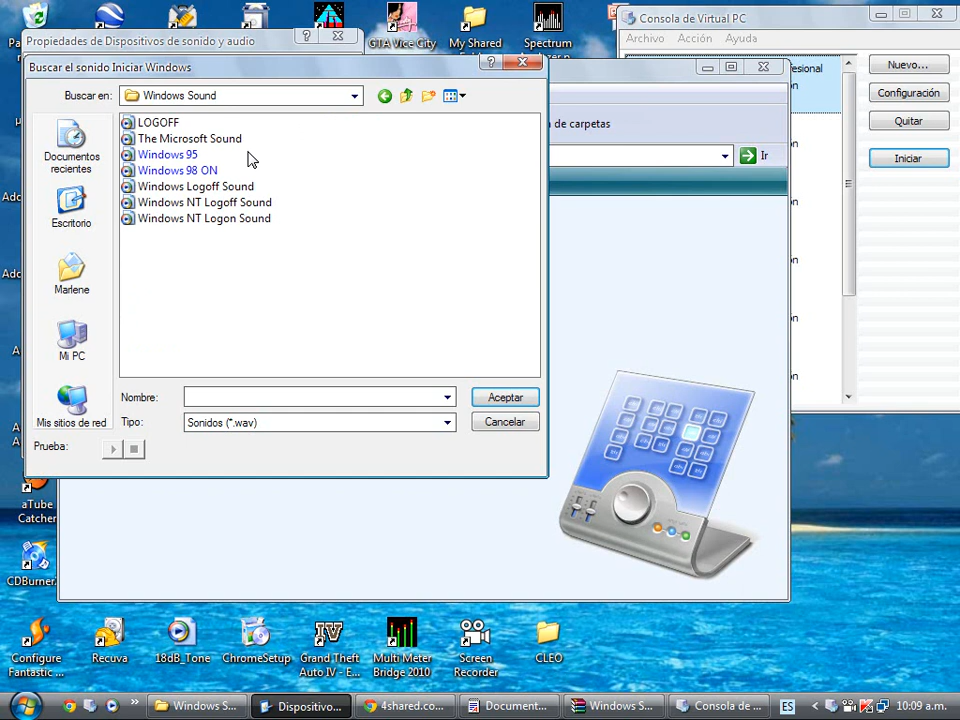 GTA Vice City
My Shared
Spectrum
Consola de Virtual PC
Archivo Acción Ayuda
Nuevo...
Configuración
Quitar
Iniciar
Propiedades de Dispositivos de sonido y audio
Buscar el sonido Iniciar Windows
Buscar en:
Windows Sound
LOGOFF
The Microsoft Sound
Windows 95
Windows 98 ON
Windows Logoff Sound
Windows NT Logoff Sound
Windows NT Logon Sound
Documentos
recientes
Escritorio
Marlene
Mi PC
Mis sitios de red
Nombre:
Aceptar
Tipo:
Sonidos (*.wav)
Cancelar
Prueba:
a de carpetas
Ir
aTube
Catcher
CDBurner
Configure
Fantastic ...
Recuva
18dB_Tone
ChromeSetup
Grand Theft
Auto IV - E...
Multi Meter
Bridge 2010
Screen
Recorder
CLEO
Windows S...
Dispositivo...
4shared.co...
Document...
Windows S...
Consola de ...
ES
10:09 a.m.